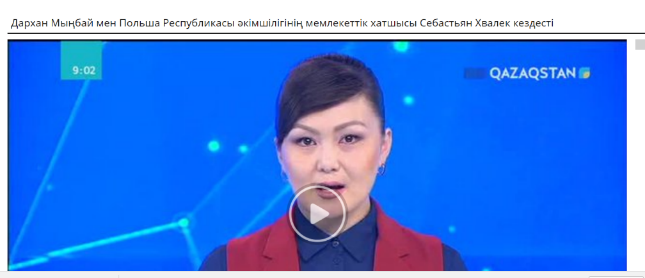 Дархан Мыңбай мен Польша Республикасы әкімшілігінің мемлекеттік хатшысы Себастьян Хвалек кездесті
9:02
QAZAQSTAN